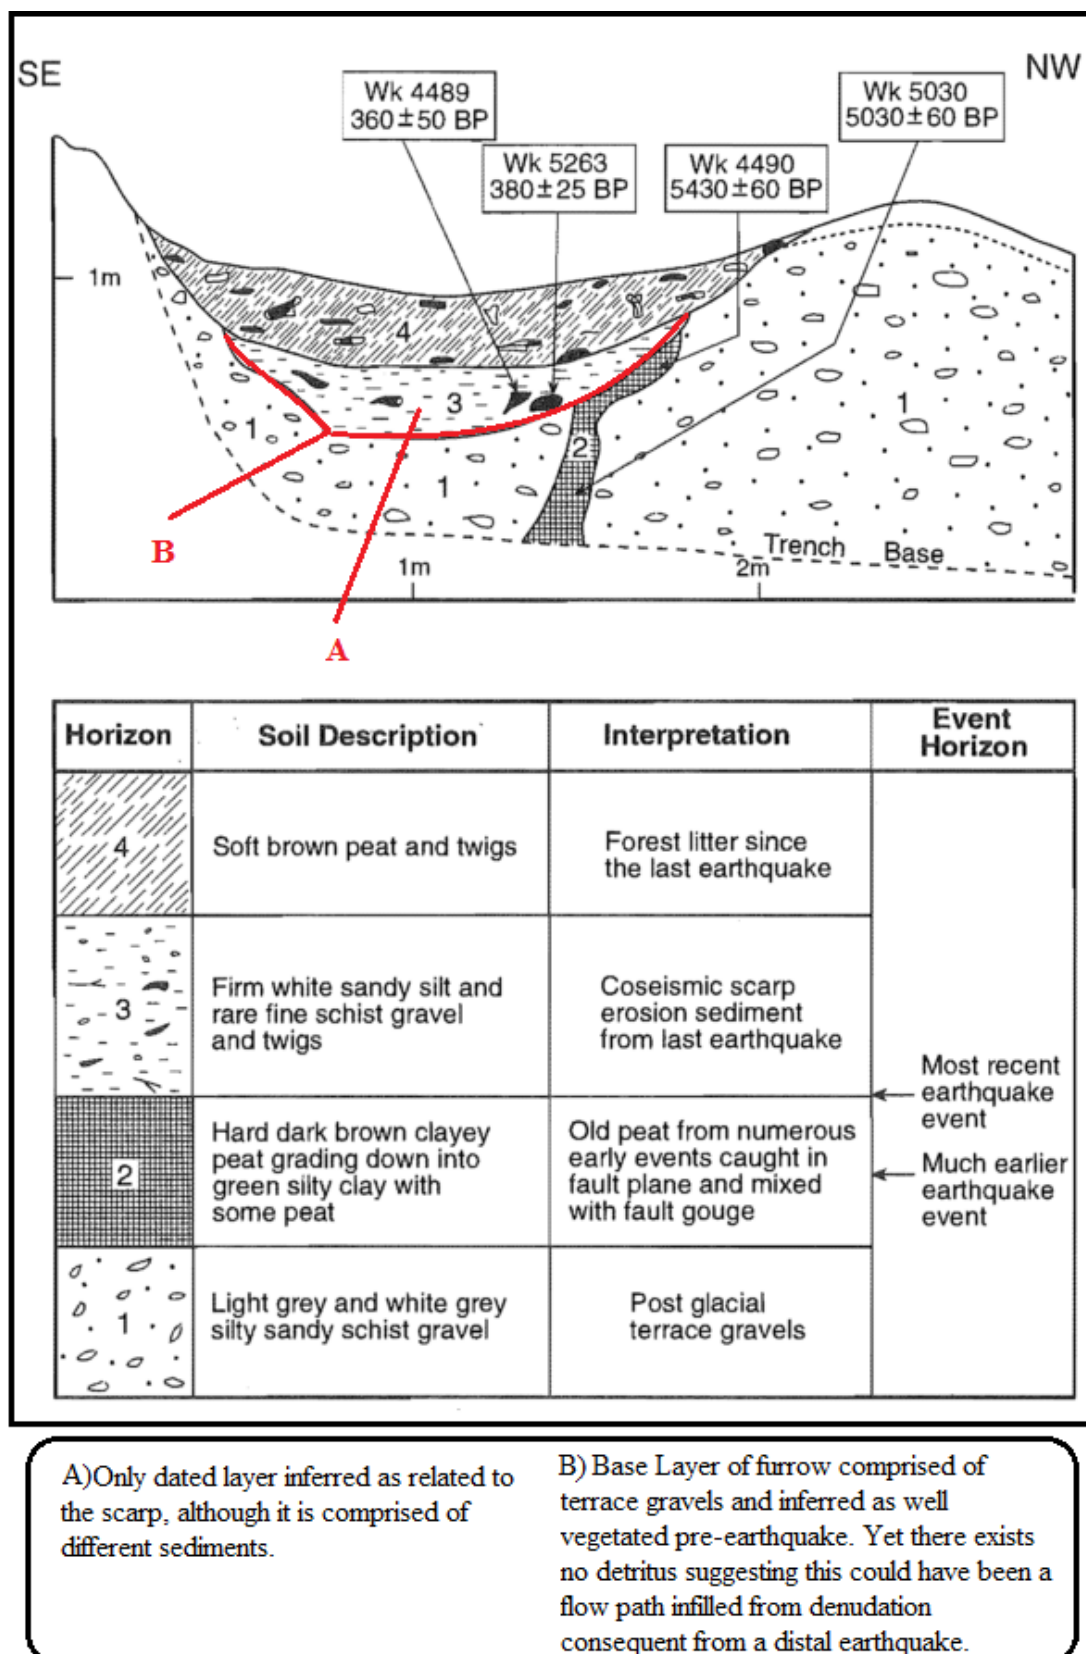 SE
NW
Wk 4489
360±50 BP
Wk 5030
5030±60 BP
Wk 5263
380±25 BP
Wk 4490
5430±60 BP
1m
4
3
1
1
2
1
B
A
Trench Base
1m
2m
Horizon
Soil Description
Interpretation
Event
Horizon
4
Soft brown peat and twigs
Forest litter since
the last earthquake
3
Firm white sandy silt and
rare fine schist gravel
and twigs
Coseismic scarp
erosion sediment
from last earthquake
Most recent
earthquake
event
2
Hard dark brown clayey
peat grading down into
green silty clay with
some peat
Old peat from numerous
early events caught in
fault plane and mixed
with fault gouge
Much earlier
earthquake
event
1
Light grey and white grey
silty sandy schist gravel
Post glacial
terrace gravels
A)Only dated layer inferred as related to
the scarp, although it is comprised of
different sediments.
B) Base Layer of furrow comprised of
terrace gravels and inferred as well
vegetated pre-earthquake. Yet there exists
no detritus suggesting this could have been a
flow path infilled from denudation
consequent from a distal earthquake.